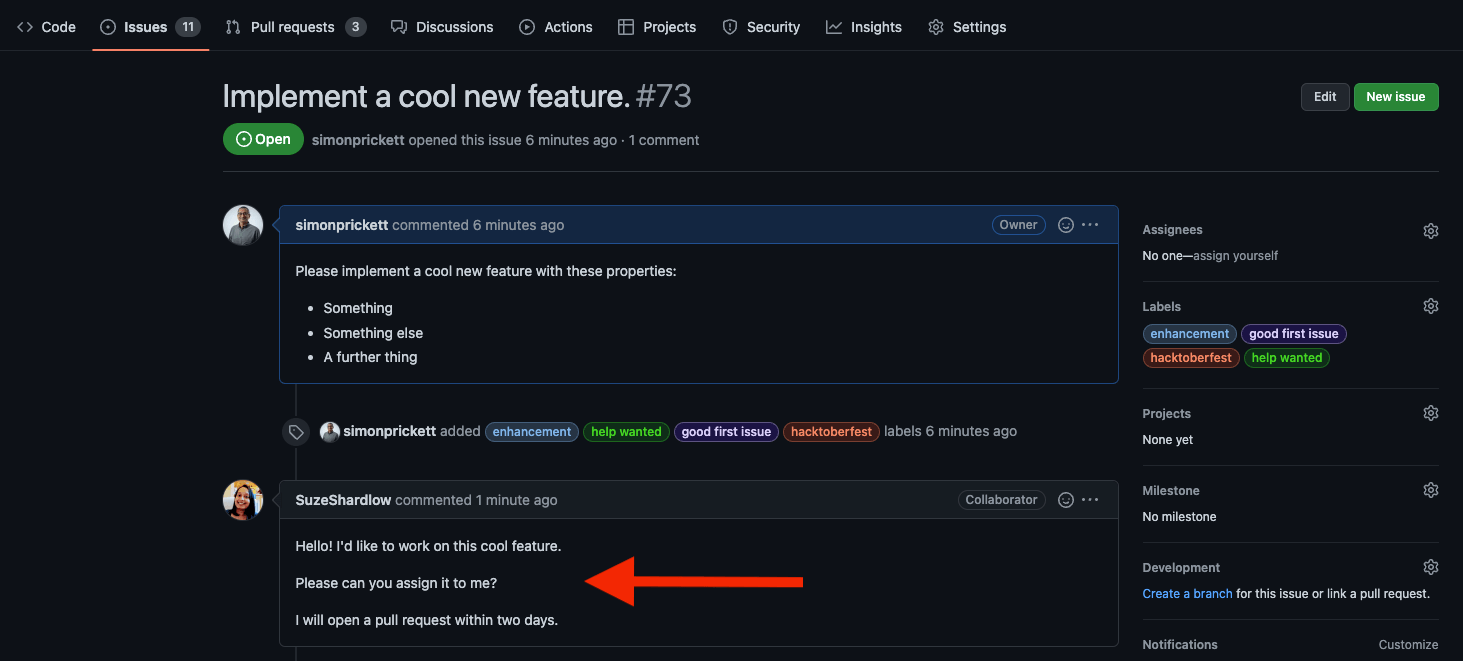 Code Issues 11 Pull requests 3 Discussions Actions Projects Security Insights Settings
Implement a cool new feature. #73
Edit New issue
Open simonprickett opened this issue 6 minutes ago · 1 comment
simonprickett commented 6 minutes ago Owner
Please implement a cool new feature with these properties:
• Something
• Something else
• A further thing
simonprickett added enhancement help wanted good first issue hacktoberfest labels 6 minutes ago
SuzeShardlow commented 1 minute ago Collaborator
Hello! I'd like to work on this cool feature.
Please can you assign it to me?
I will open a pull request within two days.
Assignees
No one—assign yourself
Labels
enhancement good first issue
hacktoberfest help wanted
Projects
None yet
Milestone
No milestone
Development
Create a branch for this issue or link a pull request.
Notifications Customize